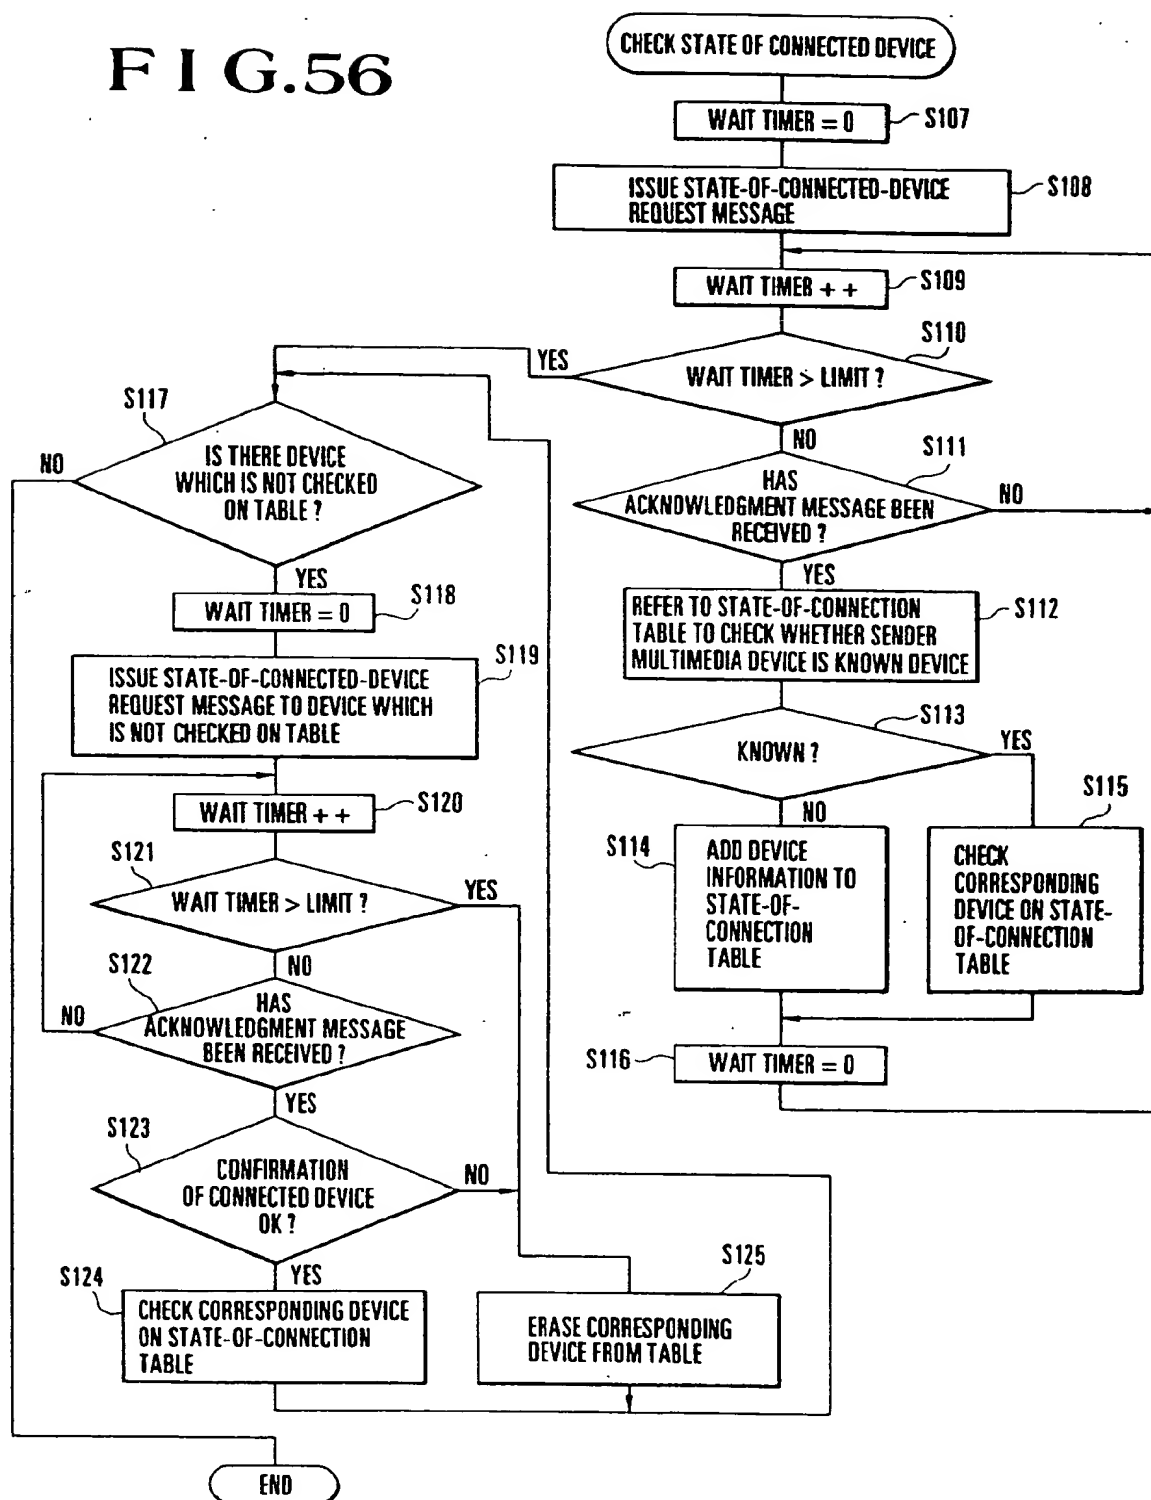 FIG.56
CHECK STATE OF CONNECTED DEVICE
WAIT TIMER = 0
S107
ISSUE STATE-OF-CONNECTED-DEVICE
REQUEST MESSAGE
S108
WAIT TIMER + +
S109
S110
WAIT TIMER > LIMIT ?
YES
NO
S111
HAS
ACKNOWLEDGMENT MESSAGE BEEN
RECEIVED ?
NO
YES
REFER TO STATE-OF-CONNECTION
TABLE TO CHECK WHETHER SENDER
MULTIMEDIA DEVICE IS KNOWN DEVICE
S112
S113
KNOWN ?
YES
NO
S114
ADD DEVICE
INFORMATION TO
STATE-OF-
CONNECTION
TABLE
S115
CHECK
CORRESPONDING
DEVICE ON STATE-
OF-CONNECTION
TABLE
S116
WAIT TIMER = 0
S117
IS THERE DEVICE
WHICH IS NOT CHECKED
ON TABLE ?
NO
YES
WAIT TIMER = 0
S118
S119
ISSUE STATE-OF-CONNECTED-DEVICE
REQUEST MESSAGE TO DEVICE WHICH
IS NOT CHECKED ON TABLE
WAIT TIMER + +
S120
S121
WAIT TIMER > LIMIT ?
YES
NO
S122
HAS
ACKNOWLEDGMENT MESSAGE
BEEN RECEIVED ?
NO
YES
S123
CONFIRMATION
OF CONNECTED DEVICE
OK ?
NO
YES
S124
CHECK CORRESPONDING DEVICE
ON STATE-OF-CONNECTION
TABLE
S125
ERASE CORRESPONDING
DEVICE FROM TABLE
END